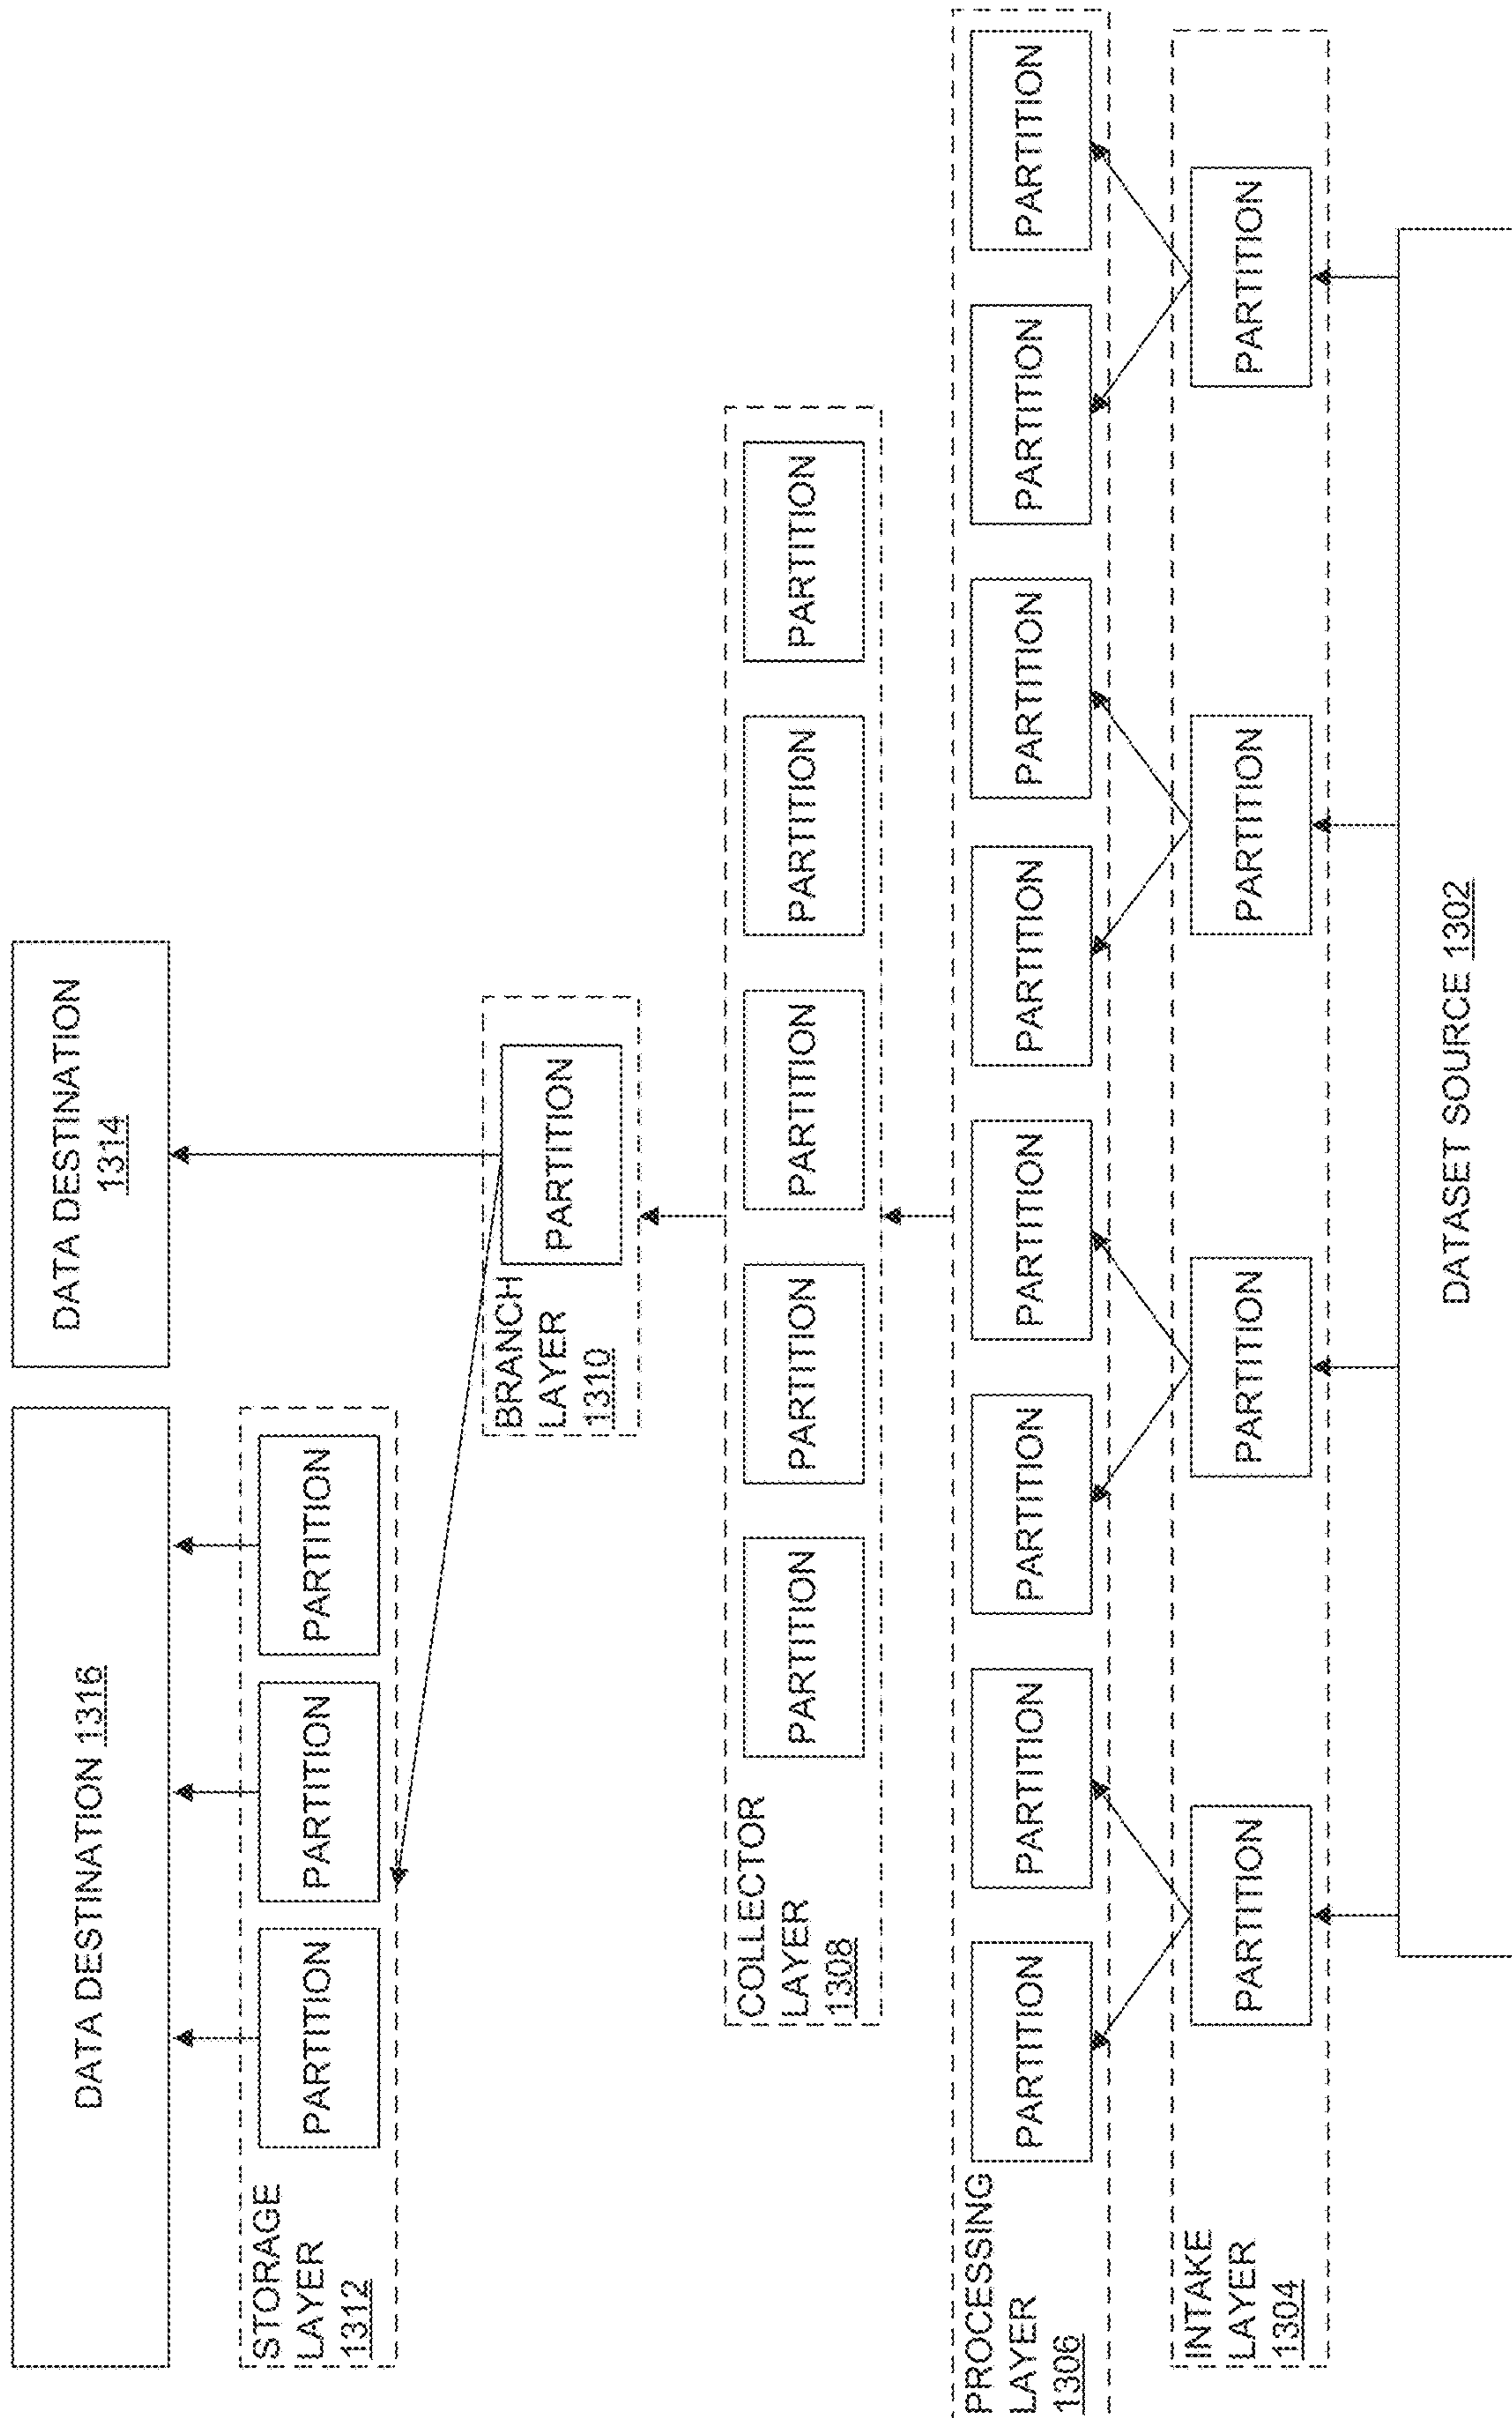 DATA DESTINATION 1316
DATA DESTINATION
1314
STORAGE
LAYER
1312
PARTITION
PARTITION
PARTITION
BRANCH
LAYER
1310
PARTITION
COLLECTOR
LAYER
1308
PARTITION
PARTITION
PARTITION
PARTITION
PARTITION
PROCESSING
LAYER
1306
PARTITION
PARTITION
PARTITION
PARTITION
PARTITION
PARTITION
PARTITION
PARTITION
INTAKE
LAYER
1304
PARTITION
PARTITION
PARTITION
PARTITION
DATASET SOURCE 1302